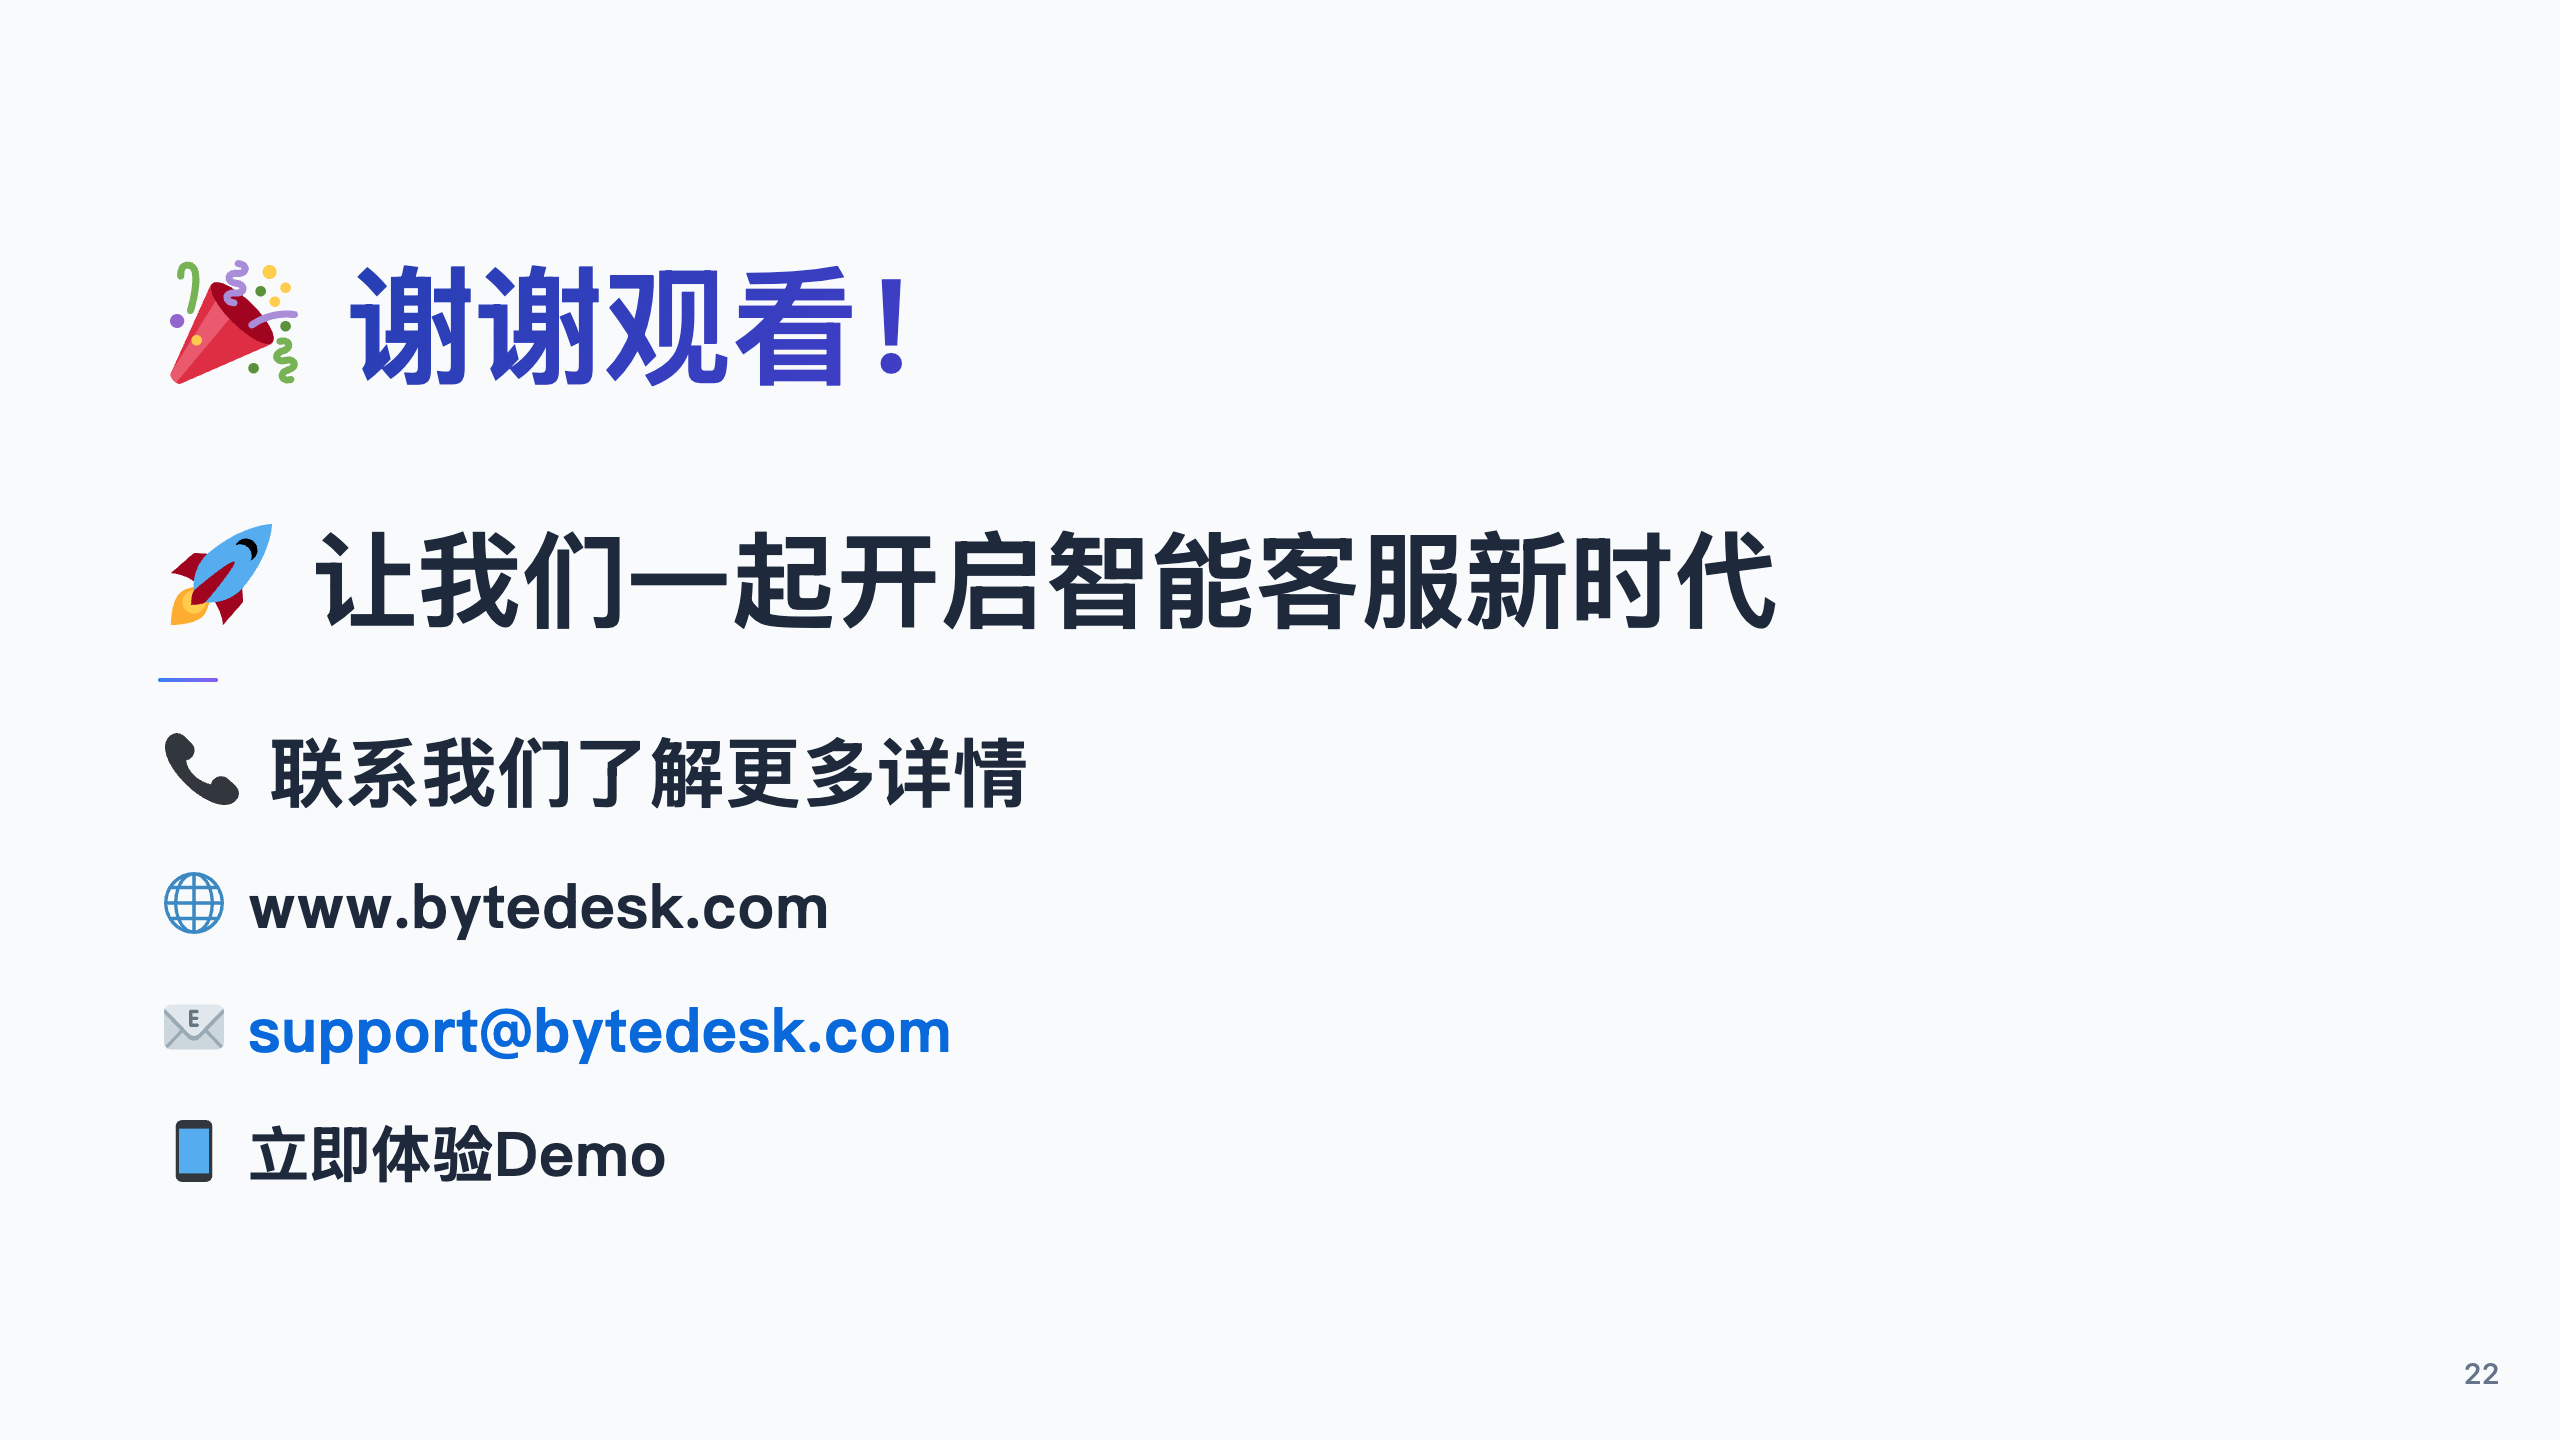 🎉 谢谢观看！
🚀 让我们一起开启智能客服新时代
📞 联系我们了解更多详情
🌐 www.bytedesk.com
📧 support@bytedesk.com
📱 立即体验Demo
22